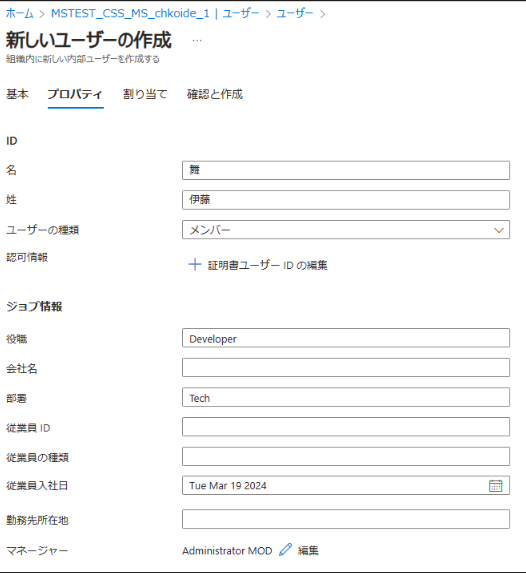 ホーム > MSTEST_CSS_MS_chkoide_1 | ユーザー > ユーザー >
新しいユーザーの作成 ...
組織内に新しい内部ユーザーを作成する
基本 プロパティ 割り当て 確認と作成
ID
名 舞
姓 伊藤
ユーザーの種類 メンバー
認可情報 + 証明書ユーザー ID の編集
ジョブ情報
役職 Developer
会社名
部署 Tech
従業員 ID
従業員の種類
従業員入社日 Tue Mar 19 2024
勤務先所在地
マネージャー Administrator MOD 編集